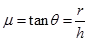 μ = tan θ = r/h